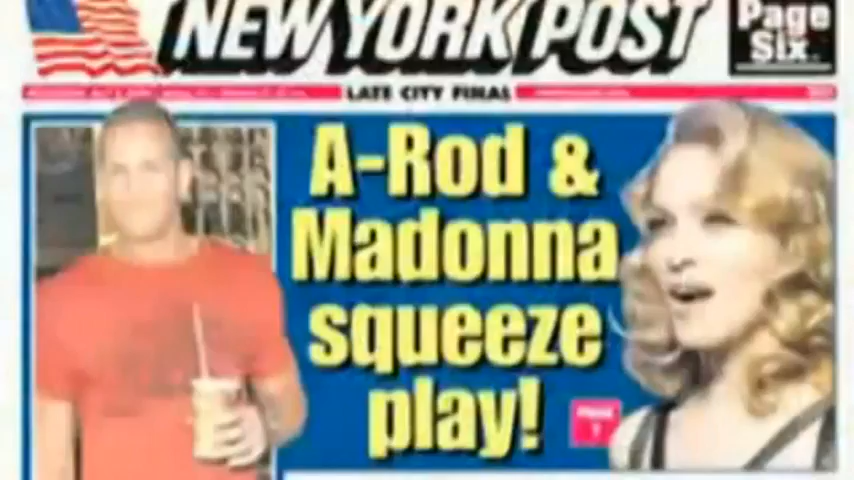 NEW YORK POST
Page
Six
LATE CITY FINAL
A-Rod &
Madonna
squeeze
play!